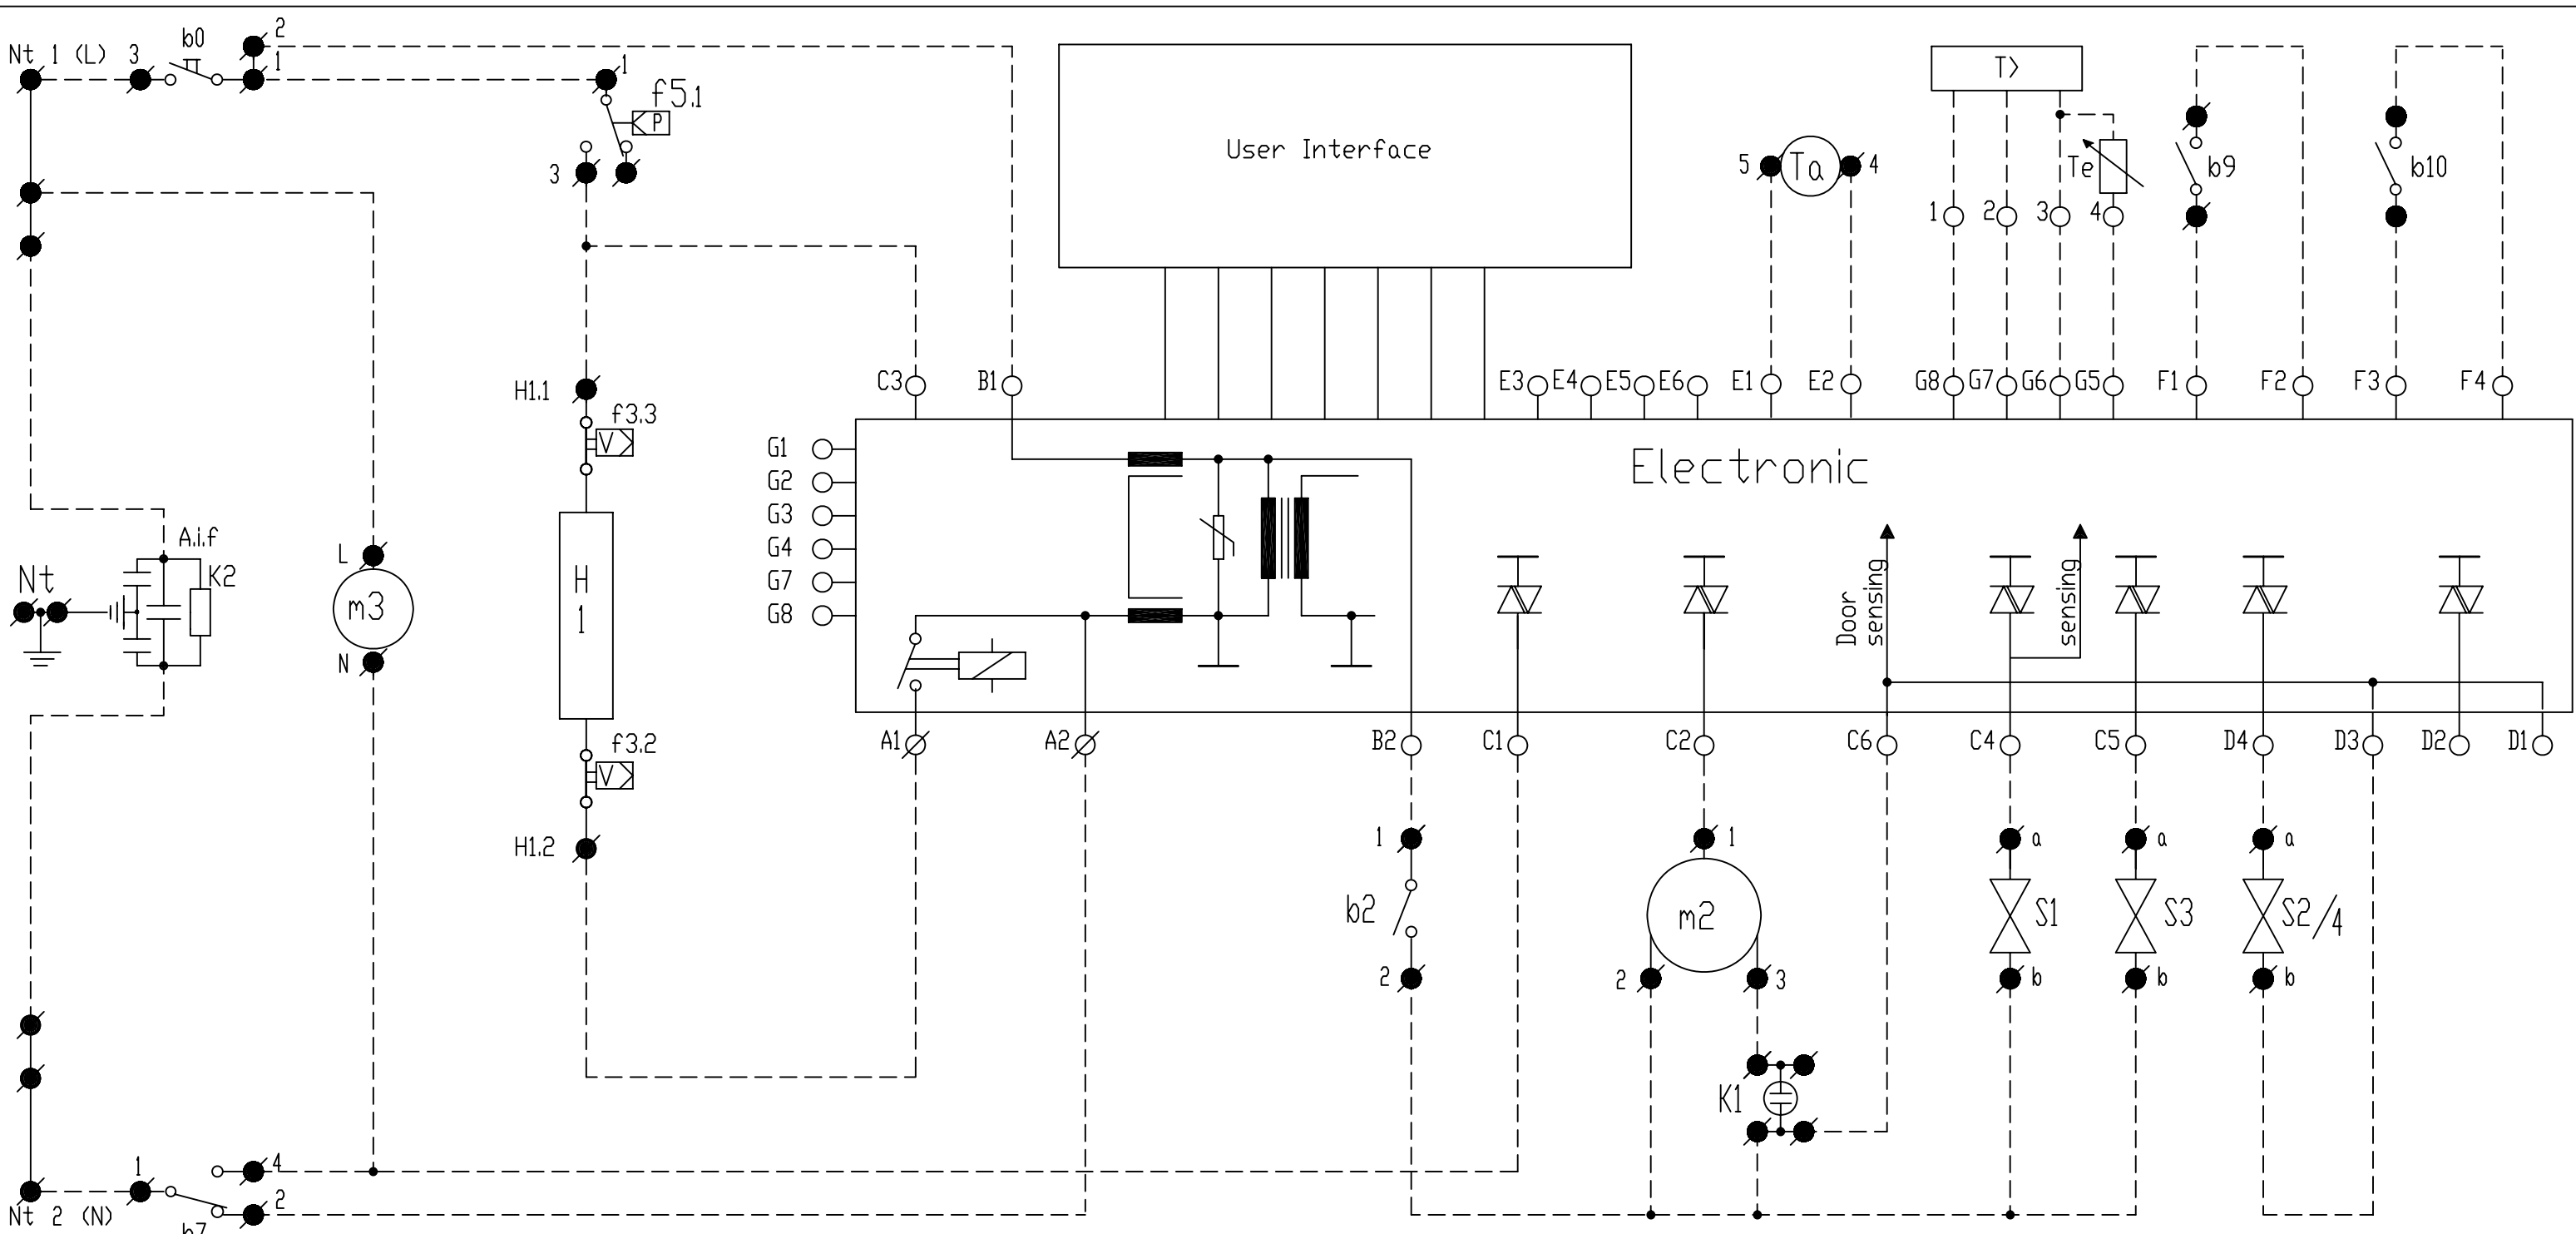 Nt 1 (L) 3 b0 2
1
1
f5.1
P
3
User Interface
5 Ta 4
T>
Te
1 2 3 4
b9
b10
H1.1
f3.3
V
C3 B1 E3 E4 E5 E6 E1 E2 G8 G7 G6 G5 F1 F2 F3 F4
G1
G2
G3
G4
G7
G8
Electronic
A.i.f
K2
Nt
L
m3
N
H
1
Door
sensing
sensing
f3.2
V
H1.2
A1 A2 B2 C1 C2 C6 C4 C5 D4 D3 D2 D1
1
b2
2
1
m2
2 3
K1
a
S1
b
a
S3
b
a
S2/4
b
1 4
2
Nt 2 (N)